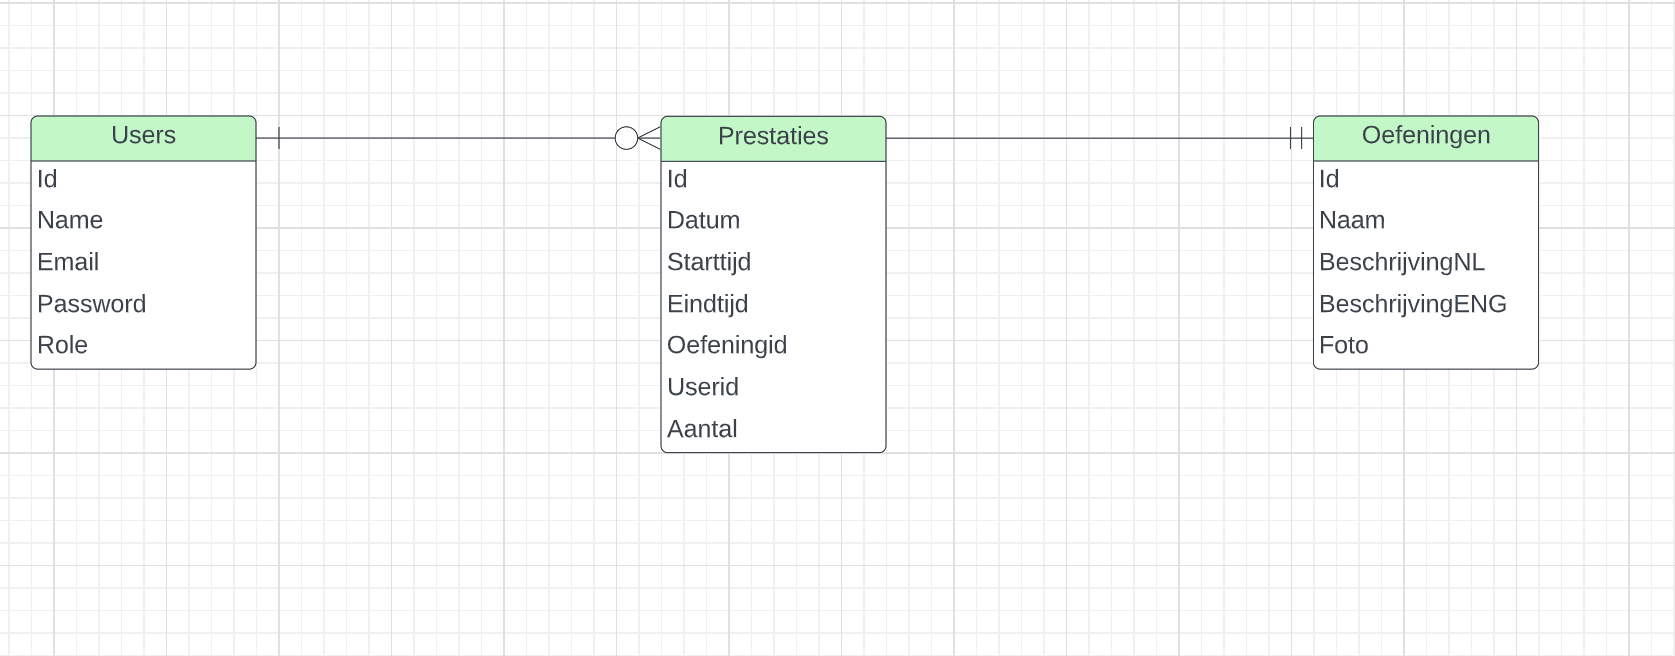 Users
Id
Name
Email
Password
Role
Prestaties
Id
Datum
Starttijd
Eindtijd
Oefeningid
Userid
Aantal
Oefeningen
Id
Naam
BeschrijvingNL
BeschrijvingENG
Foto